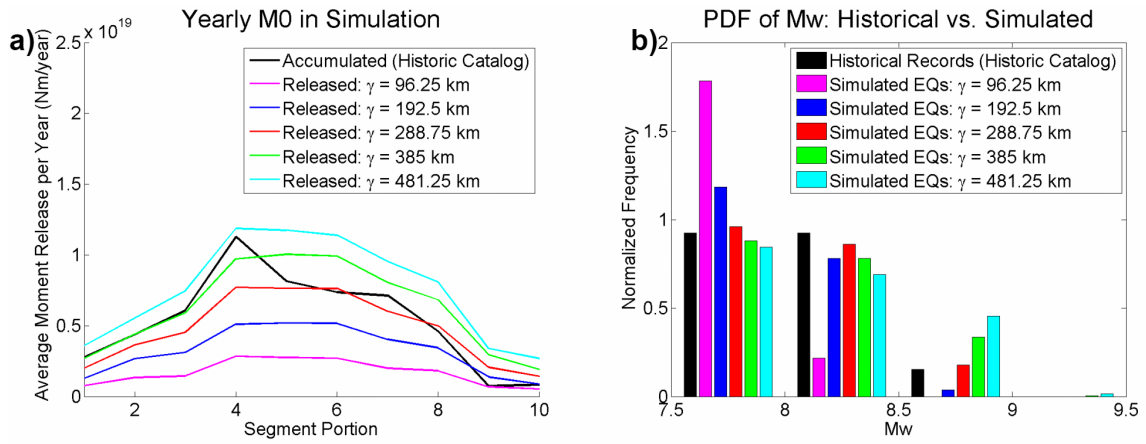 a)
Yearly M0 in Simulation
× 10^19
Average Moment Release per Year (Nm/year)
2.5
2
1.5
1
0.5
0
Accumulated (Historic Catalog)
Released: γ = 96.25 km
Released: γ = 192.5 km
Released: γ = 288.75 km
Released: γ = 385 km
Released: γ = 481.25 km
2 4 6 8 10
Segment Portion
b)
PDF of Mw: Historical vs. Simulated
Normalized Frequency
2
1.5
1
0.5
0
Historical Records (Historic Catalog)
Simulated EQs: γ = 96.25 km
Simulated EQs: γ = 192.5 km
Simulated EQs: γ = 288.75 km
Simulated EQs: γ = 385 km
Simulated EQs: γ = 481.25 km
7.5 8 8.5 9 9.5
Mw